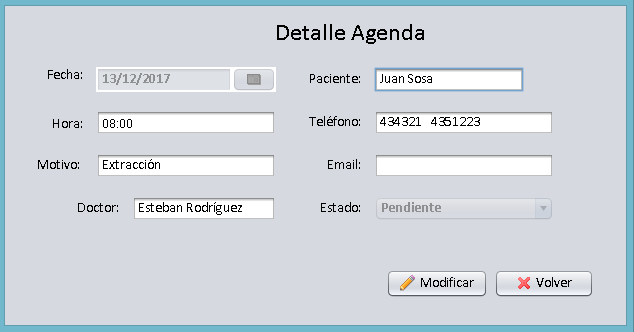 Detalle Agenda
Fecha: 13/12/2017 Paciente: Juan Sosa
Hora: 08:00 Teléfono: 434321 4351223
Motivo: Extracción Email:
Doctor: Esteban Rodríguez Estado: Pendiente
Modificar Volver